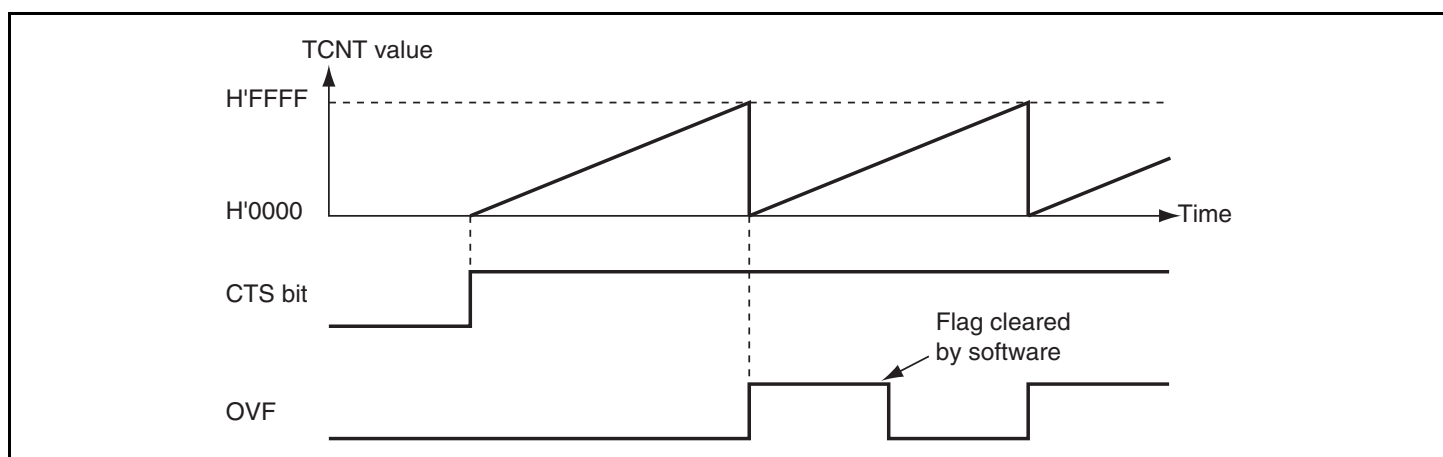 TCNT value
H'FFFF
H'0000
Time
CTS bit
Flag cleared
by software
OVF